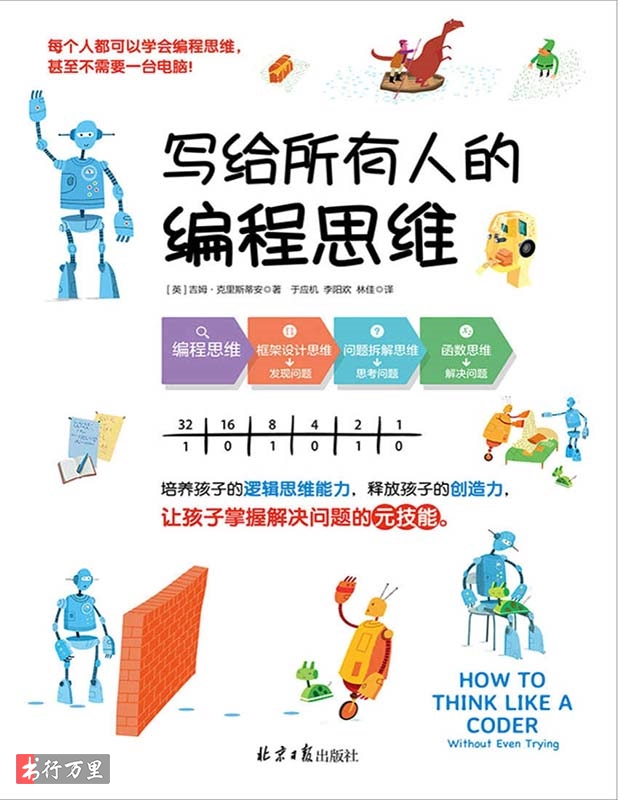 每个人都可以学会编程思维，
甚至不需要一台电脑！
写给所有人的
编程思维
[英]吉姆·克里斯蒂安◎著 于应机 李阳欢 林佳◎译
编程思维
框架设计思维
发现问题
问题拆解思维
思考问题
函数思维
解决问题
32 16 8 4 2 1
1 0 1 0 1 0
培养孩子的逻辑思维能力，释放孩子的创造力，
让孩子掌握解决问题的元技能。
HOW TO
THINK LIKE A
CODER
Without Even Trying
北京日报出版社
书行万里